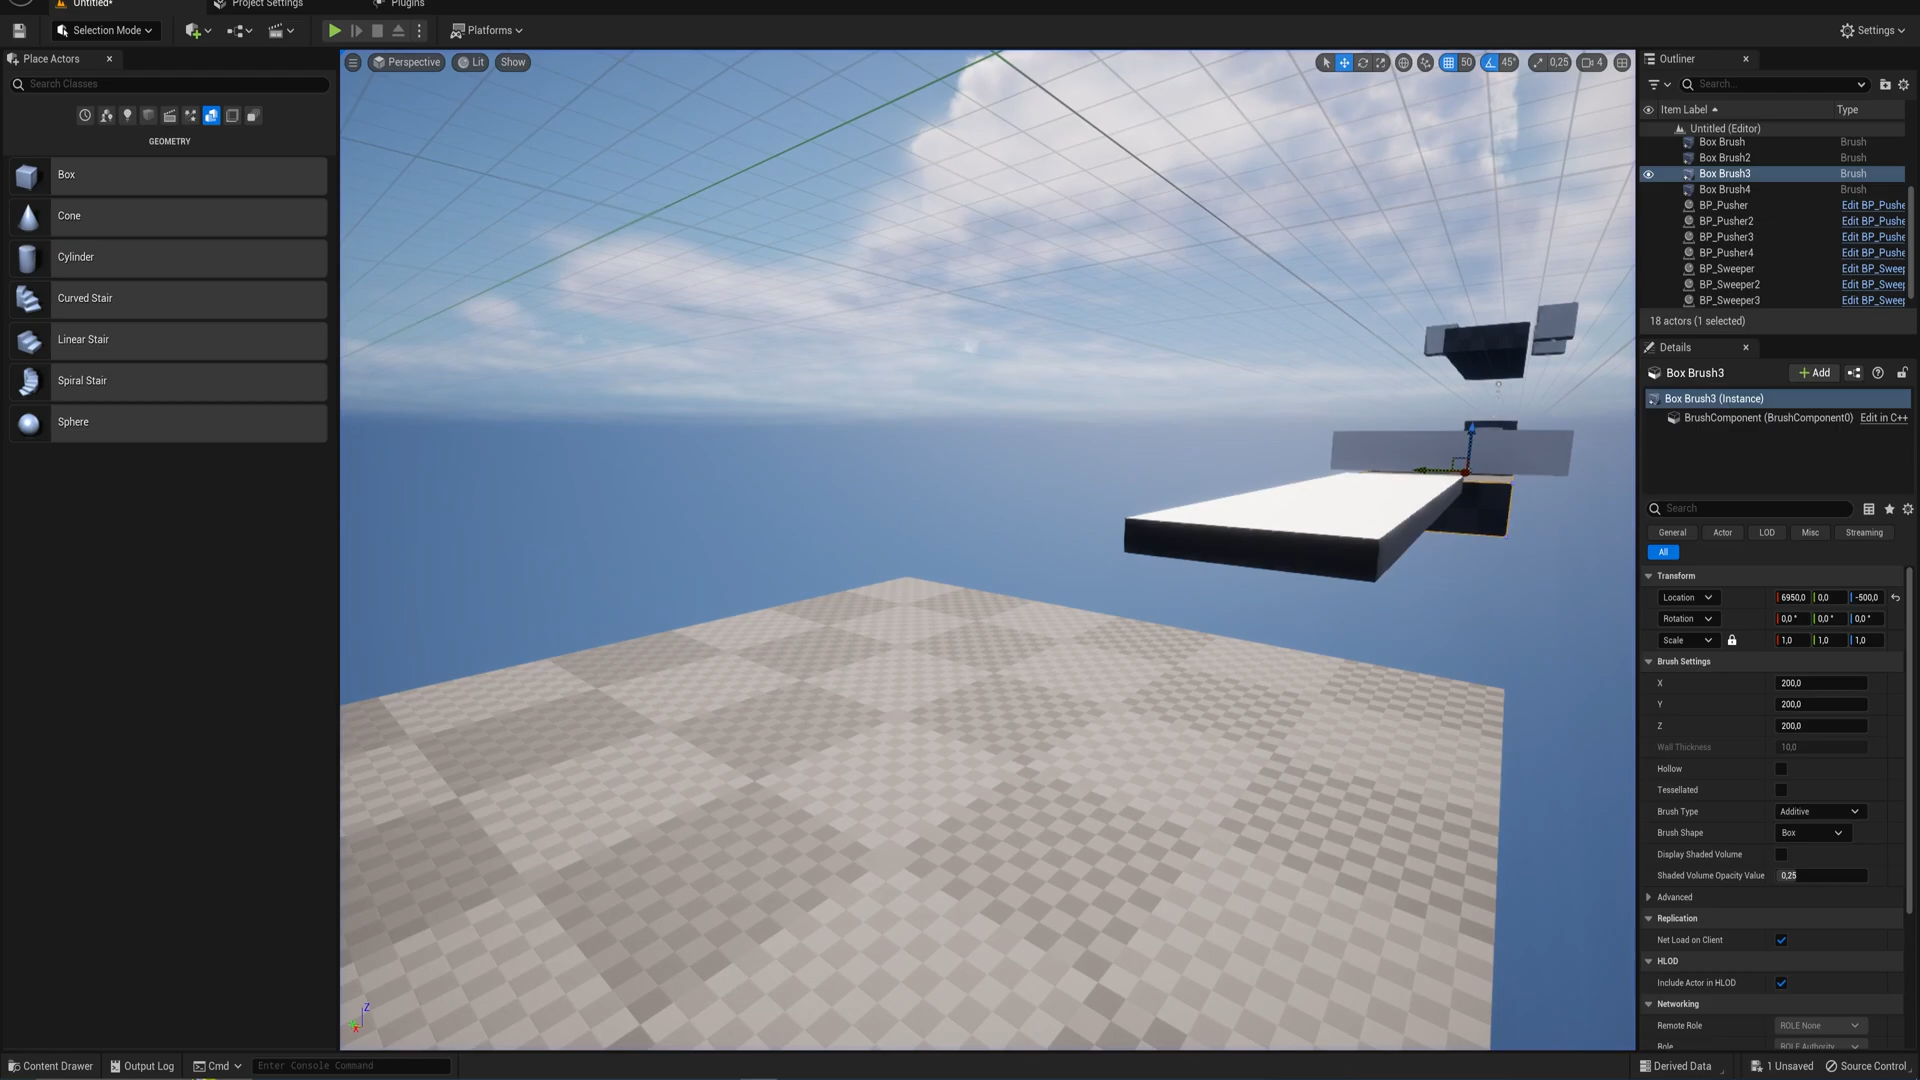 Untitled*
Project Settings
Plugins
Selection Mode
Platforms
Settings
Place Actors
Search Classes
GEOMETRY
Box
Cone
Cylinder
Curved Stair
Linear Stair
Spiral Stair
Sphere
Perspective
Lit
Show
50
45°
0,25
4
Outliner
Search...
Item Label
Type
Untitled (Editor)
Box Brush Brush
Box Brush2 Brush
Box Brush3 Brush
Box Brush4 Brush
BP_Pusher Edit BP_Pushe
BP_Pusher2 Edit BP_Pushe
BP_Pusher3 Edit BP_Pushe
BP_Pusher4 Edit BP_Pushe
BP_Sweeper Edit BP_Sweep
BP_Sweeper2 Edit BP_Sweep
BP_Sweeper3 Edit BP_Sweep
18 actors (1 selected)
Details
Box Brush3
+ Add
Box Brush3 (Instance)
BrushComponent (BrushComponent0) Edit in C++
Search
General
Actor
LOD
Misc
Streaming
All
Transform
Location 6950,0 0,0 -500,0
Rotation 0,0° 0,0° 0,0°
Scale 1,0 1,0 1,0
Brush Settings
X 200,0
Y 200,0
Z 200,0
Wall Thickness 10,0
Hollow
Tessellated
Brush Type Additive
Brush Shape Box
Display Shaded Volume
Shaded Volume Opacity Value 0,25
Advanced
Replication
Net Load on Client
HLOD
Include Actor in HLOD
Networking
Remote Role ROLE None
Role ROLE Authority
Z
X
Content Drawer
Output Log
Cmd
Enter Console Command
Derived Data
1 Unsaved
Source Control